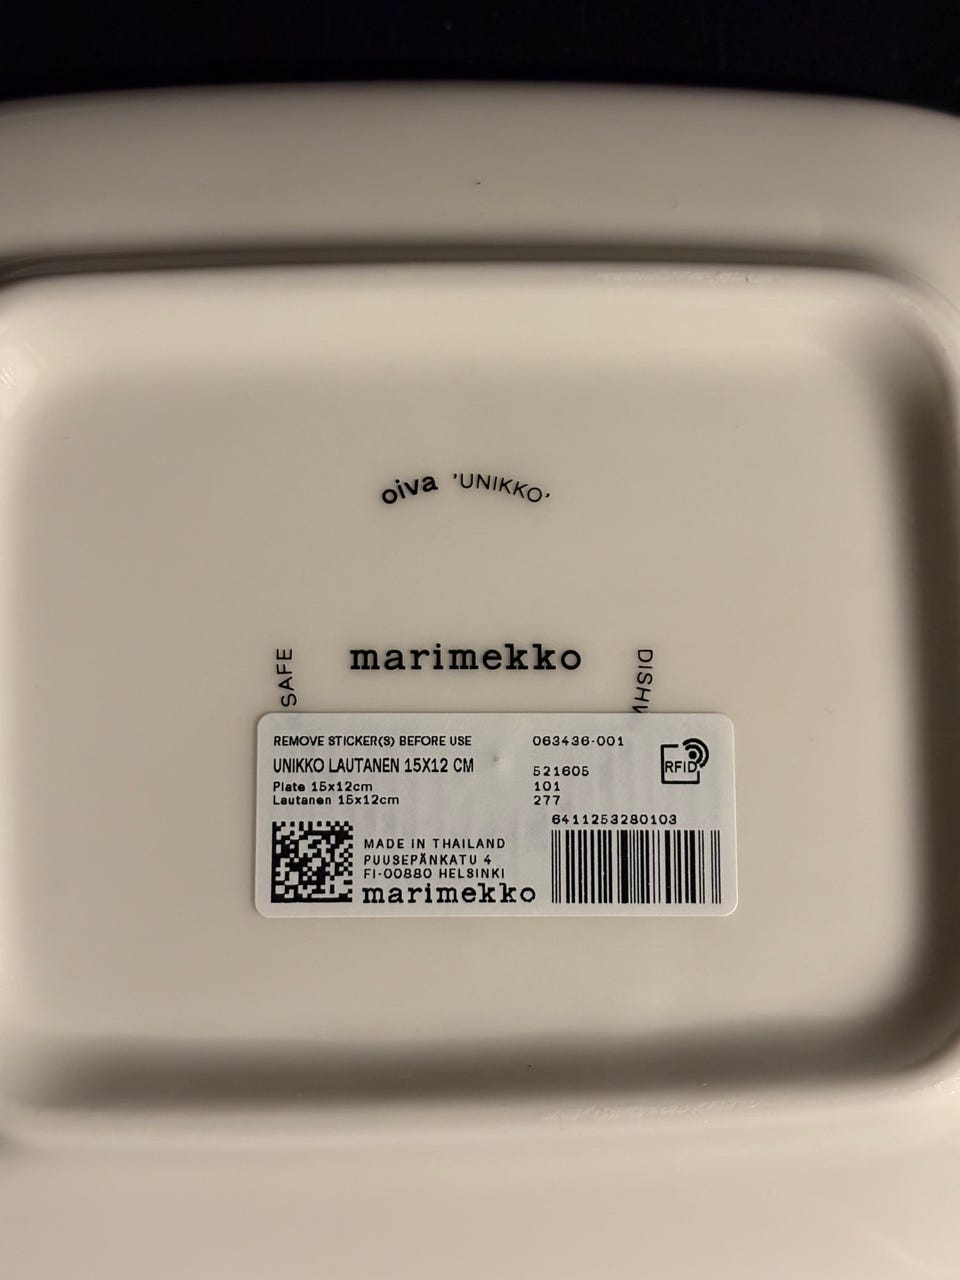 oiva 'UNIKKO'
marimekko
SAFE
DISHW
REMOVE STICKER(S) BEFORE USE
063436-001
UNIKKO LAUTANEN 15X12 CM
521605
Plate 15x12cm
101
Lautanen 15x12cm
277
RFID
6411253280103
MADE IN THAILAND
PUUSEPÄNKATU 4
FI-00880 HELSINKI
marimekko